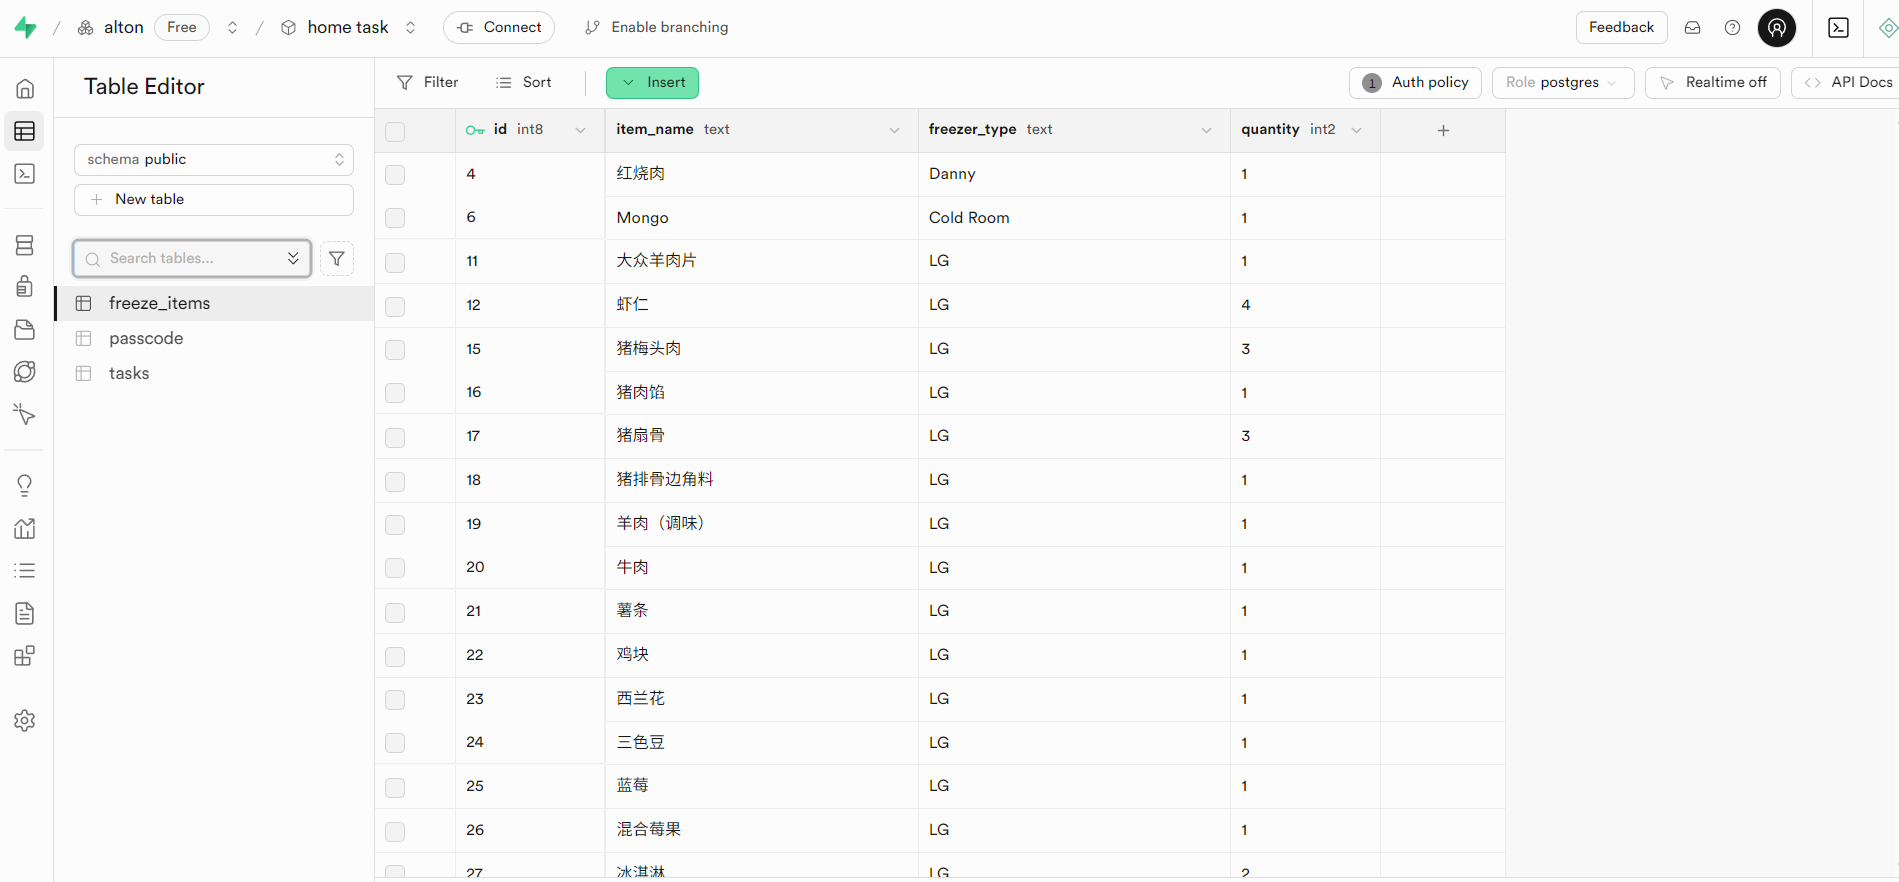 alton Free home task Connect Enable branching Feedback
Table Editor Filter Sort Insert 1 Auth policy Role postgres Realtime off API Docs
schema public
New table
Search tables...
freeze_items
passcode
tasks
id int8 item_name text freezer_type text quantity int2
4 红烧肉 Danny 1
6 Mongo Cold Room 1
11 大众羊肉片 LG 1
12 虾仁 LG 4
15 猪梅头肉 LG 3
16 猪肉馅 LG 1
17 猪扇骨 LG 3
18 猪排骨边角料 LG 1
19 羊肉（调味） LG 1
20 牛肉 LG 1
21 薯条 LG 1
22 鸡块 LG 1
23 西兰花 LG 1
24 三色豆 LG 1
25 蓝莓 LG 1
26 混合莓果 LG 1
27 冰淇淋 LG 2